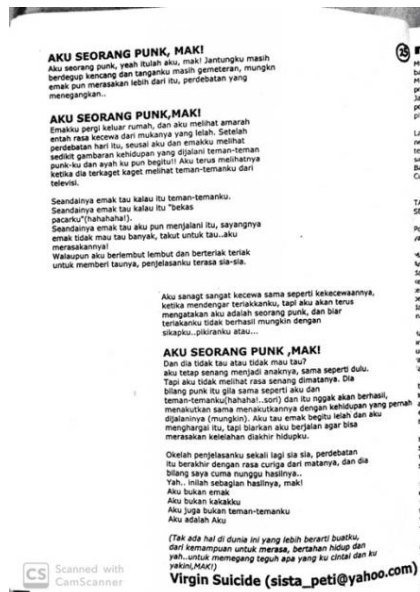 AKU SEORANG PUNK, MAK!
Aku seorang punk, yeah itulah aku, mak! Jantungku masih
berdegup kencang dan tanganku masih gemeteran, mungkn
emak pun merasakan lebih dari itu, perdebatan yang
menegangkan..
AKU SEORANG PUNK,MAK!
Emakku pergi keluar rumah, dan aku melihat amarah
entah rasa kecewa dari mukanya yang lelah. Setelah
perdebatan hari itu, seusai aku dan emakku melihat
sedikit gambaran kehidupan yang dijalani teman-teman
punk-ku dan ayah ku pun begitu!! Aku terus melihatnya
ketika dia terkaget kaget melihat teman-temanku dari
televisi.
Seandainya emak tau kalau itu teman-temanku.
Seandainya emak tau kalau itu "bekas
pacarku"(hahahaha!).
Seandainya emak tau aku pun menjalani itu, sayangnya
emak tidak mau tau banyak, takut untuk tau..aku
merasakannya!
Walaupun aku berlembut lembut dan berteriak teriak
untuk memberi taunya, penjelasanku terasa sia-sia.
Aku sangat sangat kecewa sama seperti kekecewaannya,
ketika mendengar teriakkanku, tapi aku akan terus
mengatakan aku adalah seorang punk, dan biar
teriakanku tidak berhasil mungkin dengan
sikapku..pikiranku atau...
AKU SEORANG PUNK ,MAK!
Dan dia tidak tau atau tidak mau tau?
aku tetap senang menjadi anaknya, sama seperti dulu.
Tapi aku tidak melihat rasa senang dimatanya. Dia
bilang punk itu gila sama seperti aku dan
teman-temanku(hahaha!..sori) dan itu nggak akan berhasil,
menakutkan sama menakutkannya dengan kehidupan yang pernah
dijalaninya (mungkin). Aku tau emak begitu lelah dan aku
menghargai itu, tapi biarkan aku berjalan agar bisa
merasakan kelelahan diakhir hidupku.
Okelah penjelasanku sekali lagi sia sia, perdebatan
itu berakhir dengan rasa curiga dari matanya, dan dia
bilang saya cuma nunggu hasilnya..
Yah.. inilah sebagian hasilnya, mak!
Aku bukan emak
Aku bukan kakakku
Aku juga bukan teman-temanku
Aku adalah Aku
(Tak ada hal di dunia ini yang lebih berarti buatku,
dari kemampuan untuk merasa, bertahan hidup dan
yah..untuk memegang teguh apa yang ku cintai dan ku
yakini,MAK!)
Virgin Suicide (sista_peti@yahoo.com)
25
CS Scanned with
CamScanner